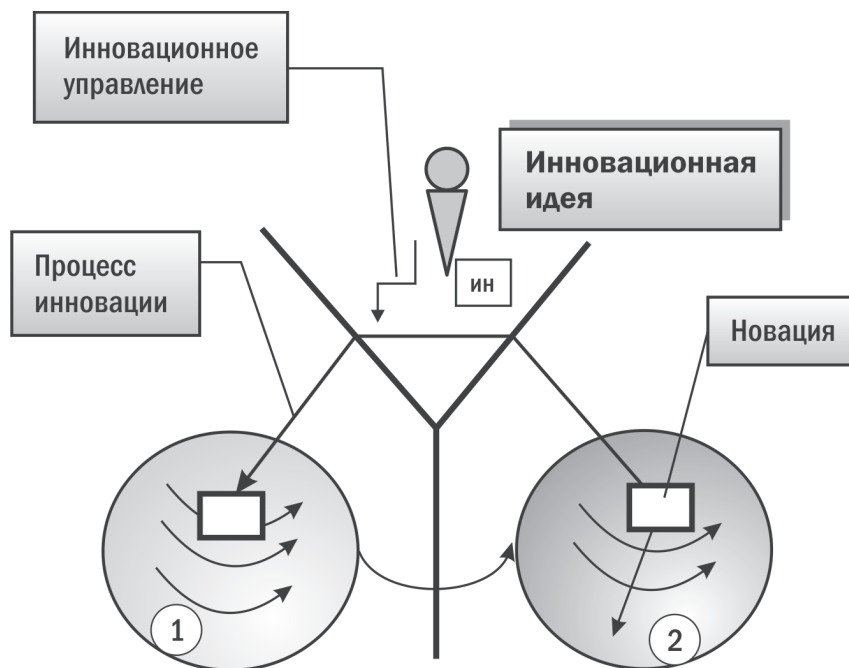 Инновационное
управление
Инновационная
идея
Процесс
инновации
ин
Новация
1
2